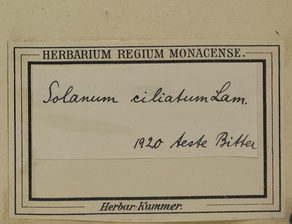 HERBARIUM REGIUM MONACENSE.
Solanum ciliatum Lam.
1920 teste Bitter
Herbar. Kummer.